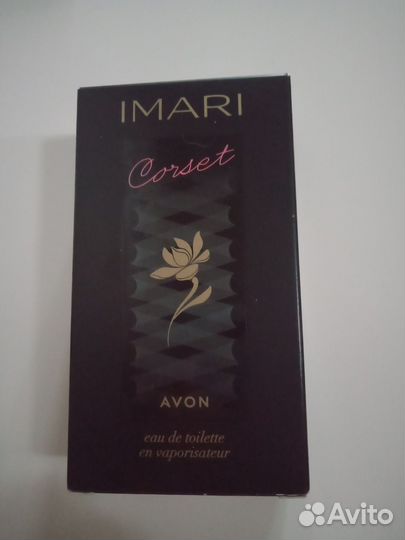 IMARI
Corset
AVON
eau de toilette
en vaporisateur
Avito